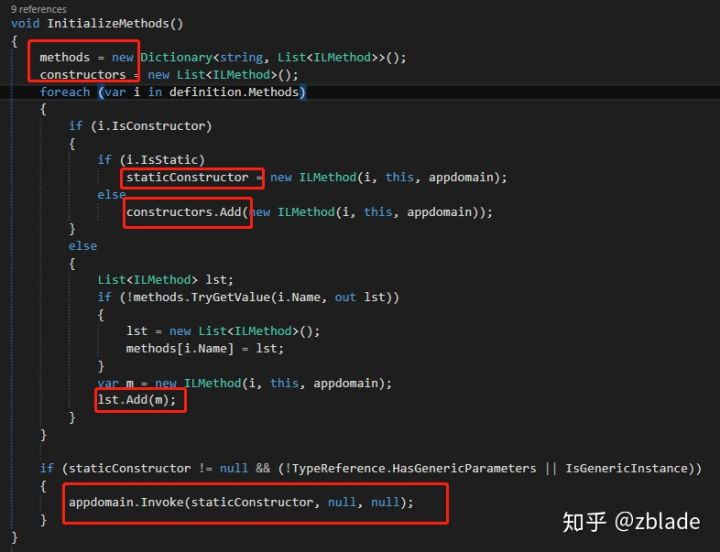 9 references
void InitializeMethods()
{
    methods = new Dictionary<string, List<ILMethod>>();
    constructors = new List<ILMethod>();
    foreach (var i in definition.Methods)
    {
        if (i.IsConstructor)
        {
            if (i.IsStatic)
                staticConstructor = new ILMethod(i, this, appdomain);
            else
                constructors.Add(new ILMethod(i, this, appdomain));
        }
        else
        {
            List<ILMethod> lst;
            if (!methods.TryGetValue(i.Name, out lst))
            {
                lst = new List<ILMethod>();
                methods[i.Name] = lst;
            }
            var m = new ILMethod(i, this, appdomain);
            lst.Add(m);
        }
    }
    if (staticConstructor != null && (!TypeReference.HasGenericParameters || IsGenericInstance))
    {
        appdomain.Invoke(staticConstructor, null, null);
    }
}
知乎 @zblade